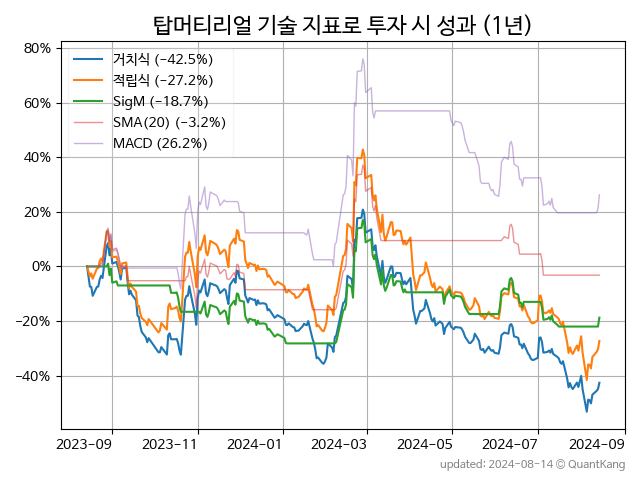 탑머티리얼 기술 지표로 투자 시 성과 (1년)
80%
60%
40%
20%
0%
−20%
−40%
거치식 (−42.5%)
적립식 (−27.2%)
SigM (−18.7%)
SMA(20) (−3.2%)
MACD (26.2%)
2023-09 2023-11 2024-01 2024-03 2024-05 2024-07 2024-09
updated: 2024-08-14 © QuantKang